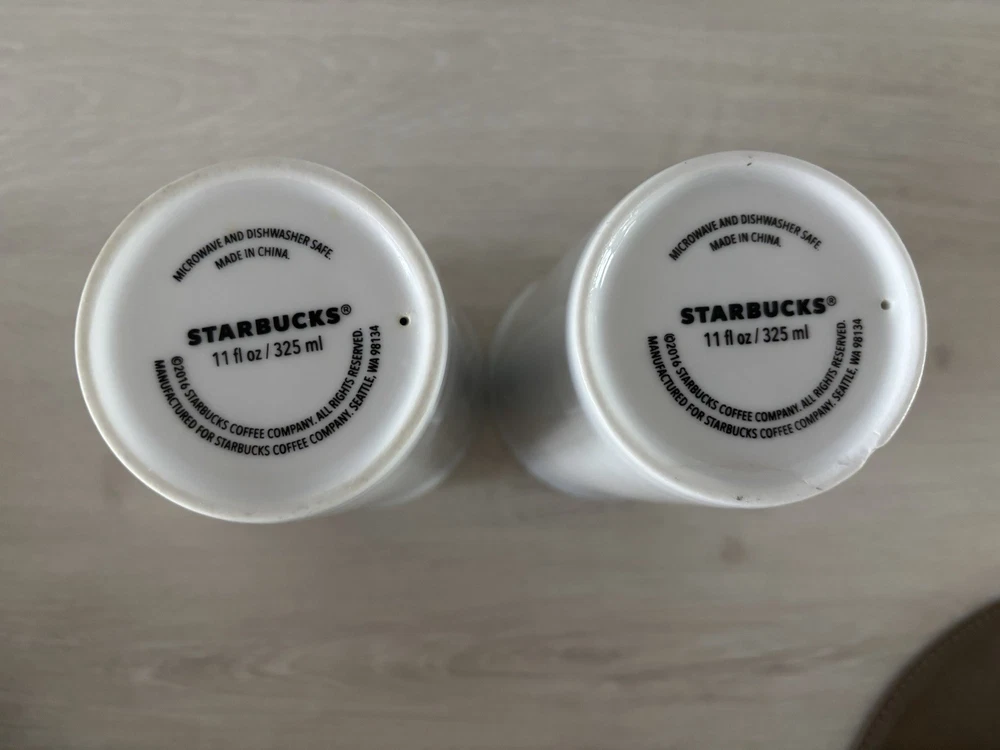 MICROWAVE AND DISHWASHER SAFE.
MADE IN CHINA.
STARBUCKS®
11 fl oz / 325 ml
©2016 STARBUCKS COFFEE COMPANY. ALL RIGHTS RESERVED.
MANUFACTURED FOR STARBUCKS COFFEE COMPANY, SEATTLE, WA 98134
MICROWAVE AND DISHWASHER SAFE.
MADE IN CHINA.
STARBUCKS®
11 fl oz / 325 ml
©2016 STARBUCKS COFFEE COMPANY. ALL RIGHTS RESERVED.
MANUFACTURED FOR STARBUCKS COFFEE COMPANY, SEATTLE, WA 98134